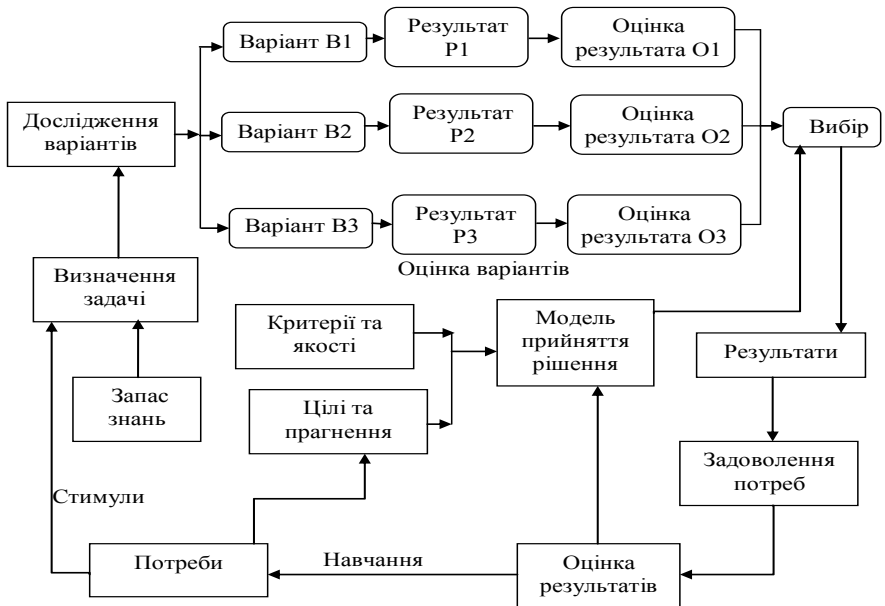 Варіант В1
Результат
Р1
Оцінка
результата О1
Дослідження
варіантів
Варіант В2
Результат
Р2
Оцінка
результата О2
Вибір
Варіант В3
Результат
Р3
Оцінка
результата О3
Оцінка варіантів
Визначення
задачі
Критерії та
якості
Модель
прийняття
рішення
Результати
Запас
знань
Цілі та
прагнення
Задоволення
потреб
Стимули
Потреби
Навчання
Оцінка
результатів